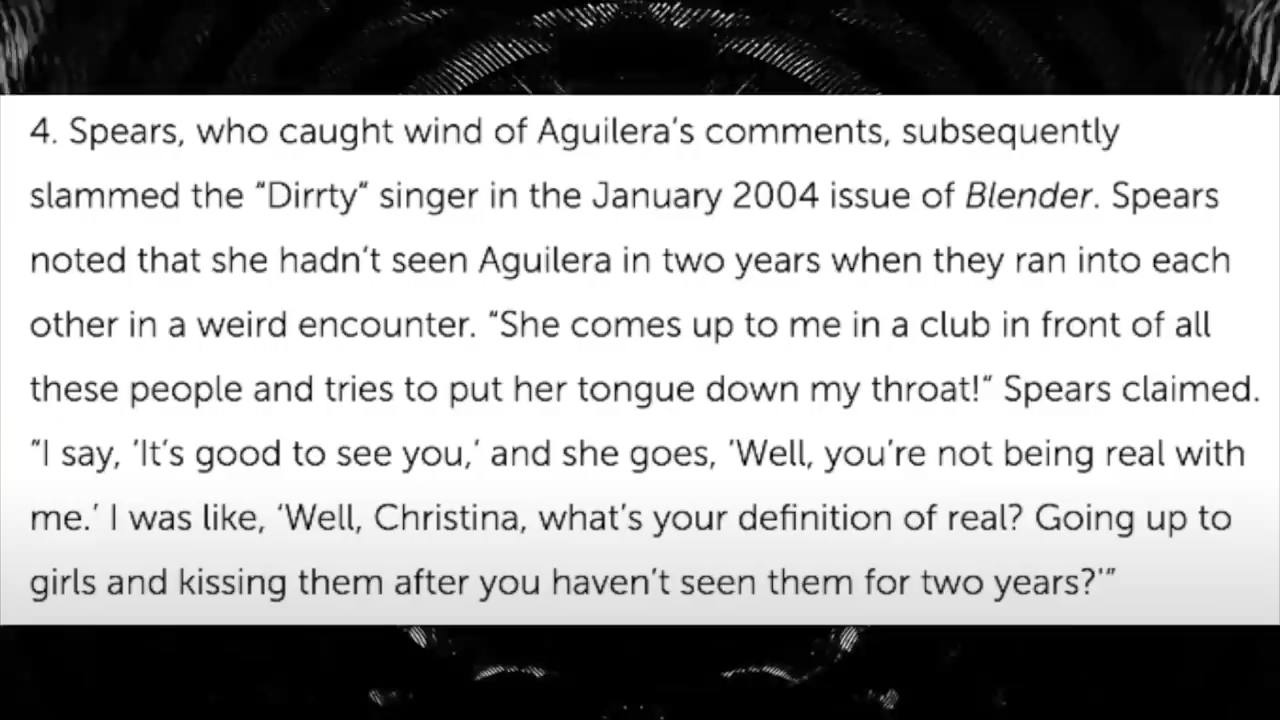 4. Spears, who caught wind of Aguilera’s comments, subsequently
slammed the “Dirrty“ singer in the January 2004 issue of Blender. Spears
noted that she hadn’t seen Aguilera in two years when they ran into each
other in a weird encounter. “She comes up to me in a club in front of all
these people and tries to put her tongue down my throat!“ Spears claimed.
“I say, ‘It’s good to see you,’ and she goes, ‘Well, you’re not being real with
me.’ I was like, ‘Well, Christina, what’s your definition of real? Going up to
girls and kissing them after you haven’t seen them for two years?'”